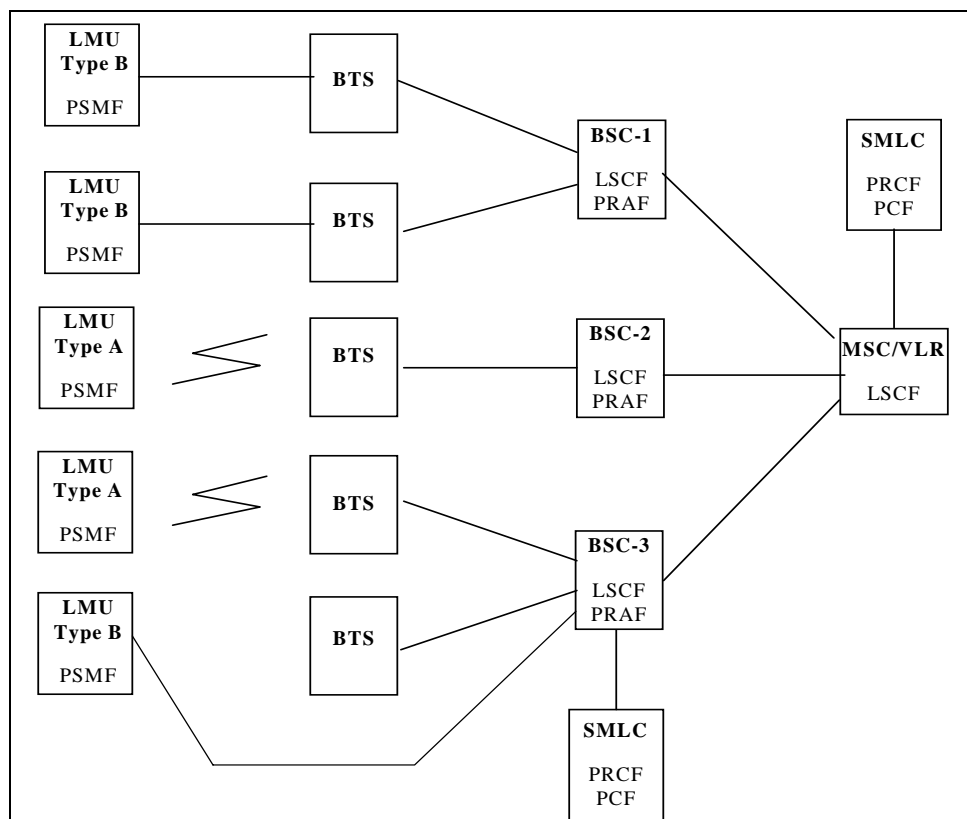 LMU
Type B
PSMF
BTS
BSC-1
LSCF
PRAF
SMLC
PRCF
PCF
LMU
Type B
PSMF
BTS
LMU
Type A
PSMF
BTS
BSC-2
LSCF
PRAF
MSC/VLR
LSCF
LMU
Type A
PSMF
BTS
BSC-3
LSCF
PRAF
LMU
Type B
PSMF
BTS
SMLC
PRCF
PCF